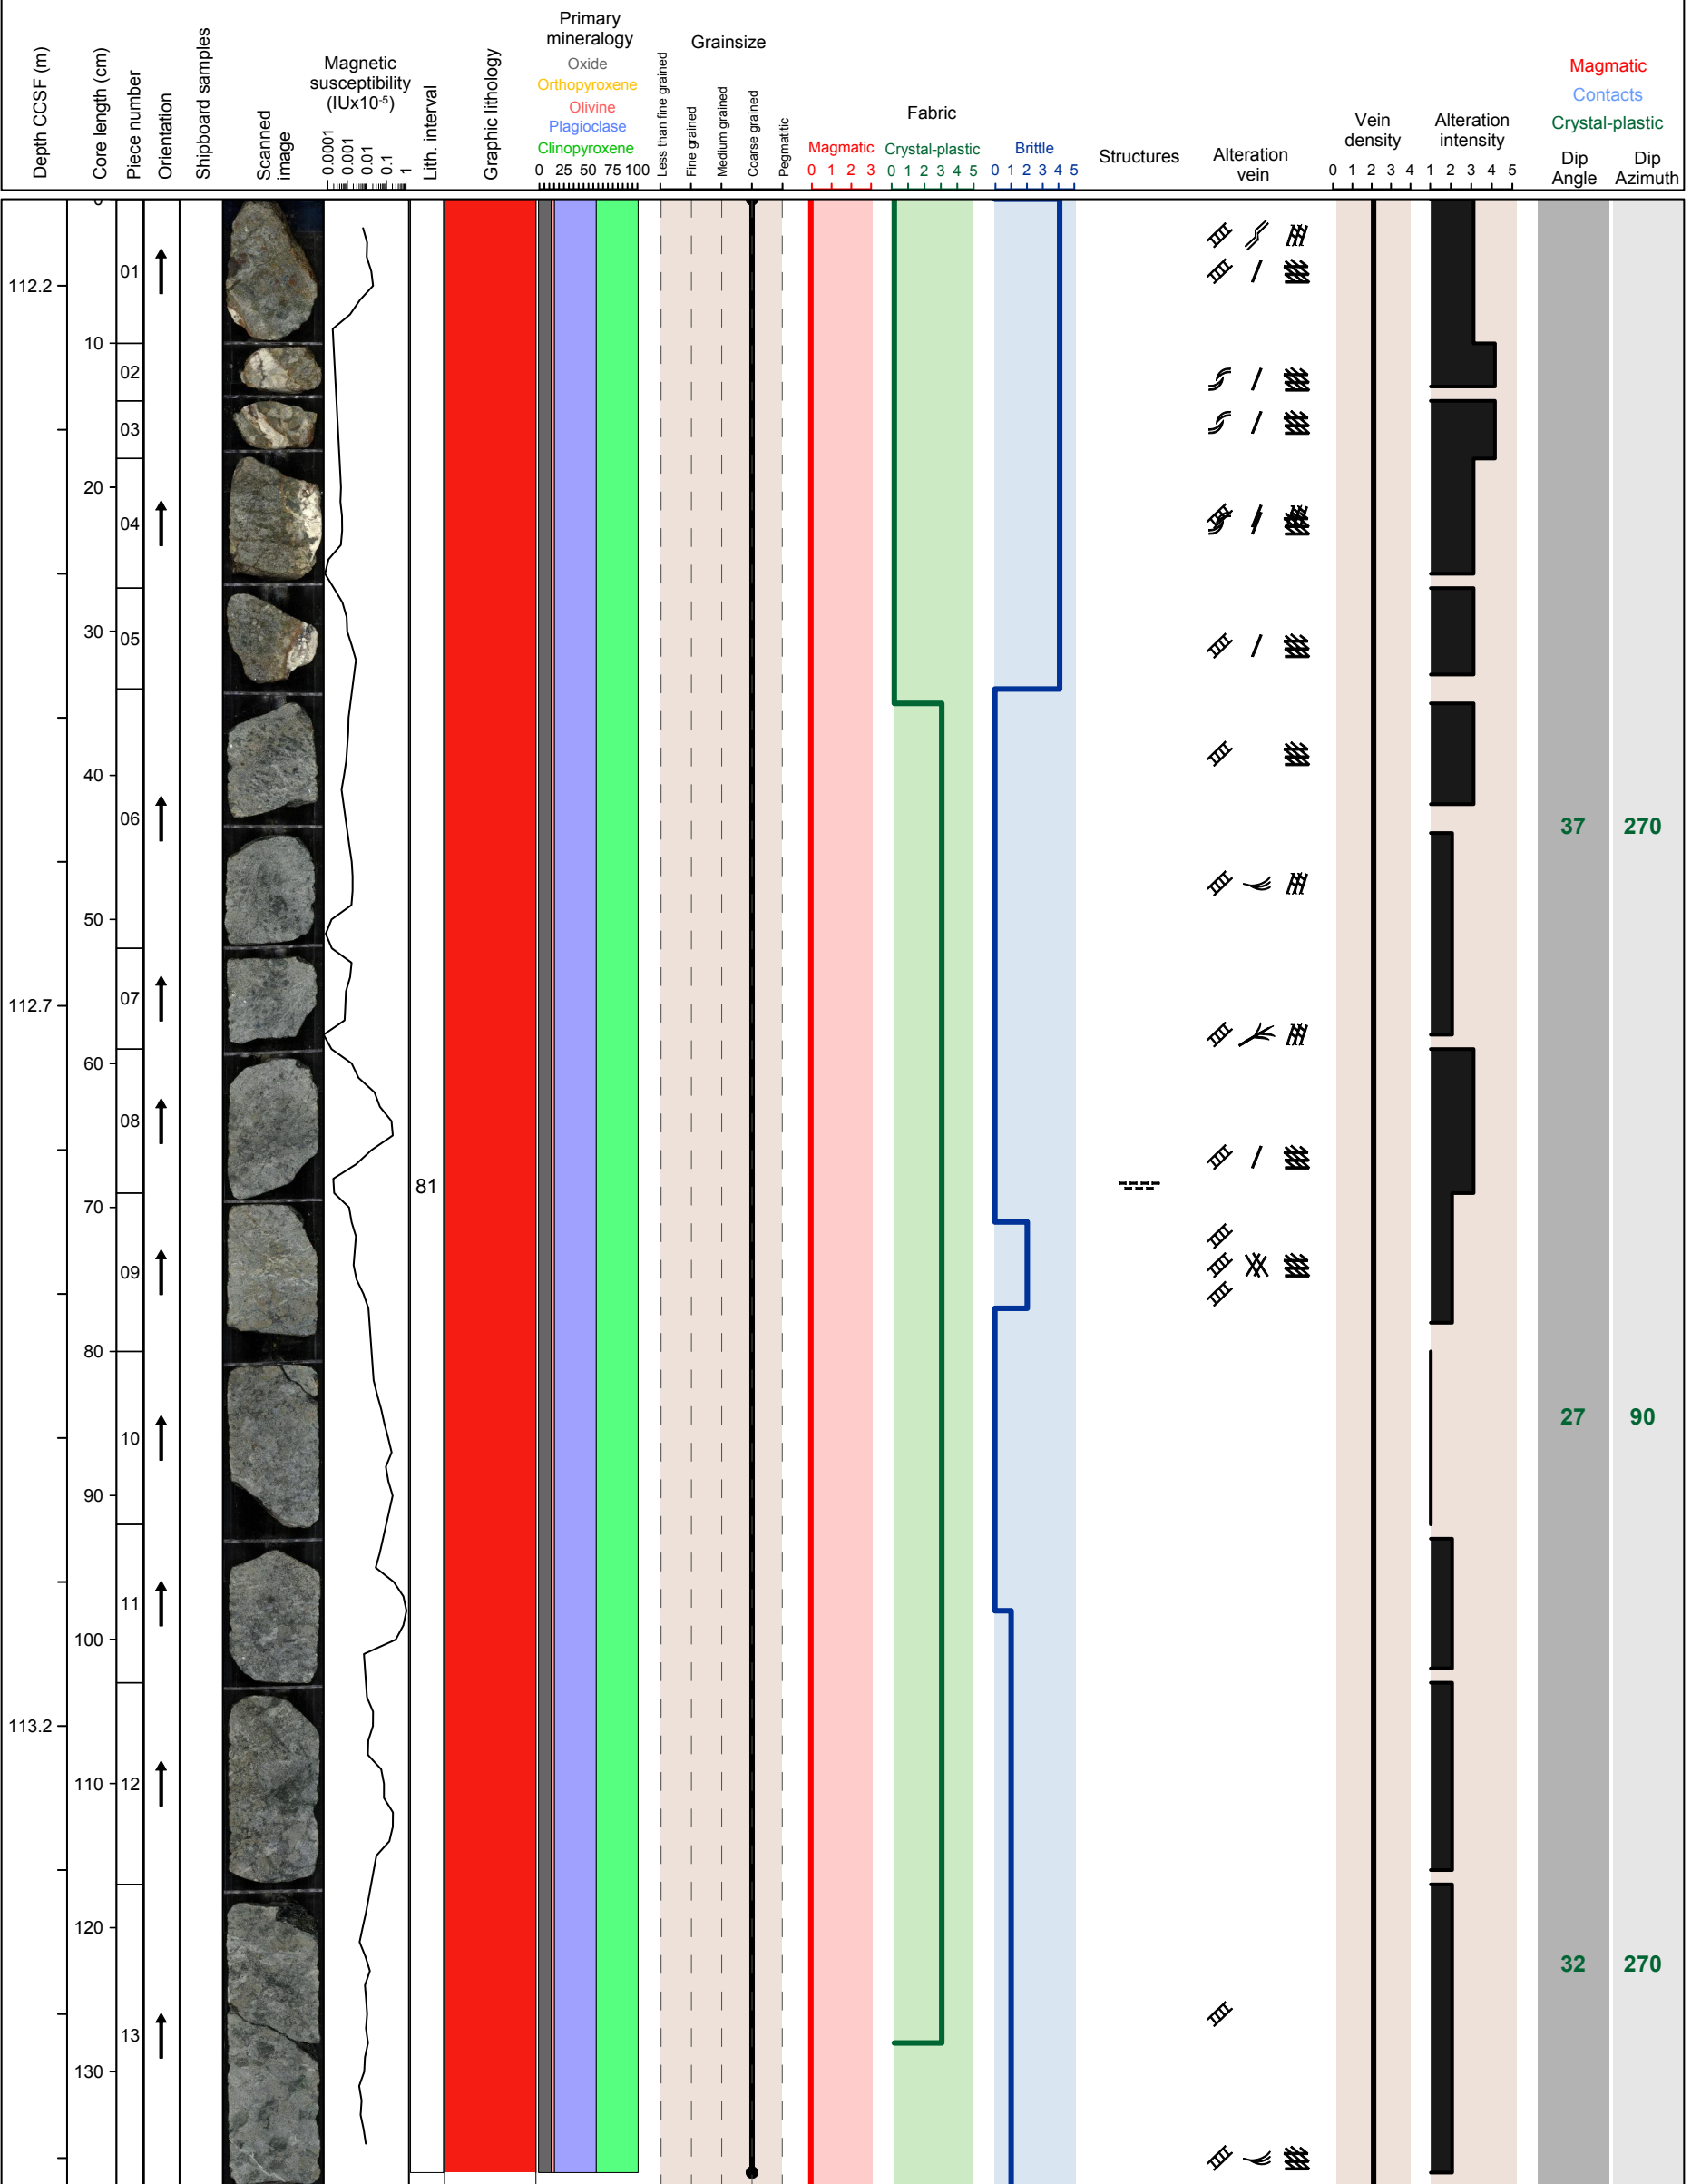 Depth CCSF (m)
Core length (cm)
Piece number
Orientation
Shipboard samples
Scanned
image
Magnetic
susceptibility
(IUx10-5)
0.0001
0.001
0.01
0.1
1
Lith. interval
Graphic lithology
Primary
mineralogy
Oxide
Orthopyroxene
Olivine
Plagioclase
Clinopyroxene
0 25 50 75 100
Grainsize
Less than fine grained
Fine grained
Medium grained
Coarse grained
Pegmatitic
Fabric
Magmatic
0 1 2 3
Crystal-plastic
0 1 2 3 4 5
Brittle
0 1 2 3 4 5
Structures
Alteration
vein
Vein
density
0 1 2 3 4
Alteration
intensity
1 2 3 4 5
Magmatic
Contacts
Crystal-plastic
Dip
Angle
Dip
Azimuth
0
01
112.2
10
02
03
20
04
30
05
40
06
37 270
50
07
112.7
60
08
81
70
09
80
27 90
10
90
11
100
113.2
110
12
120
32 270
13
130